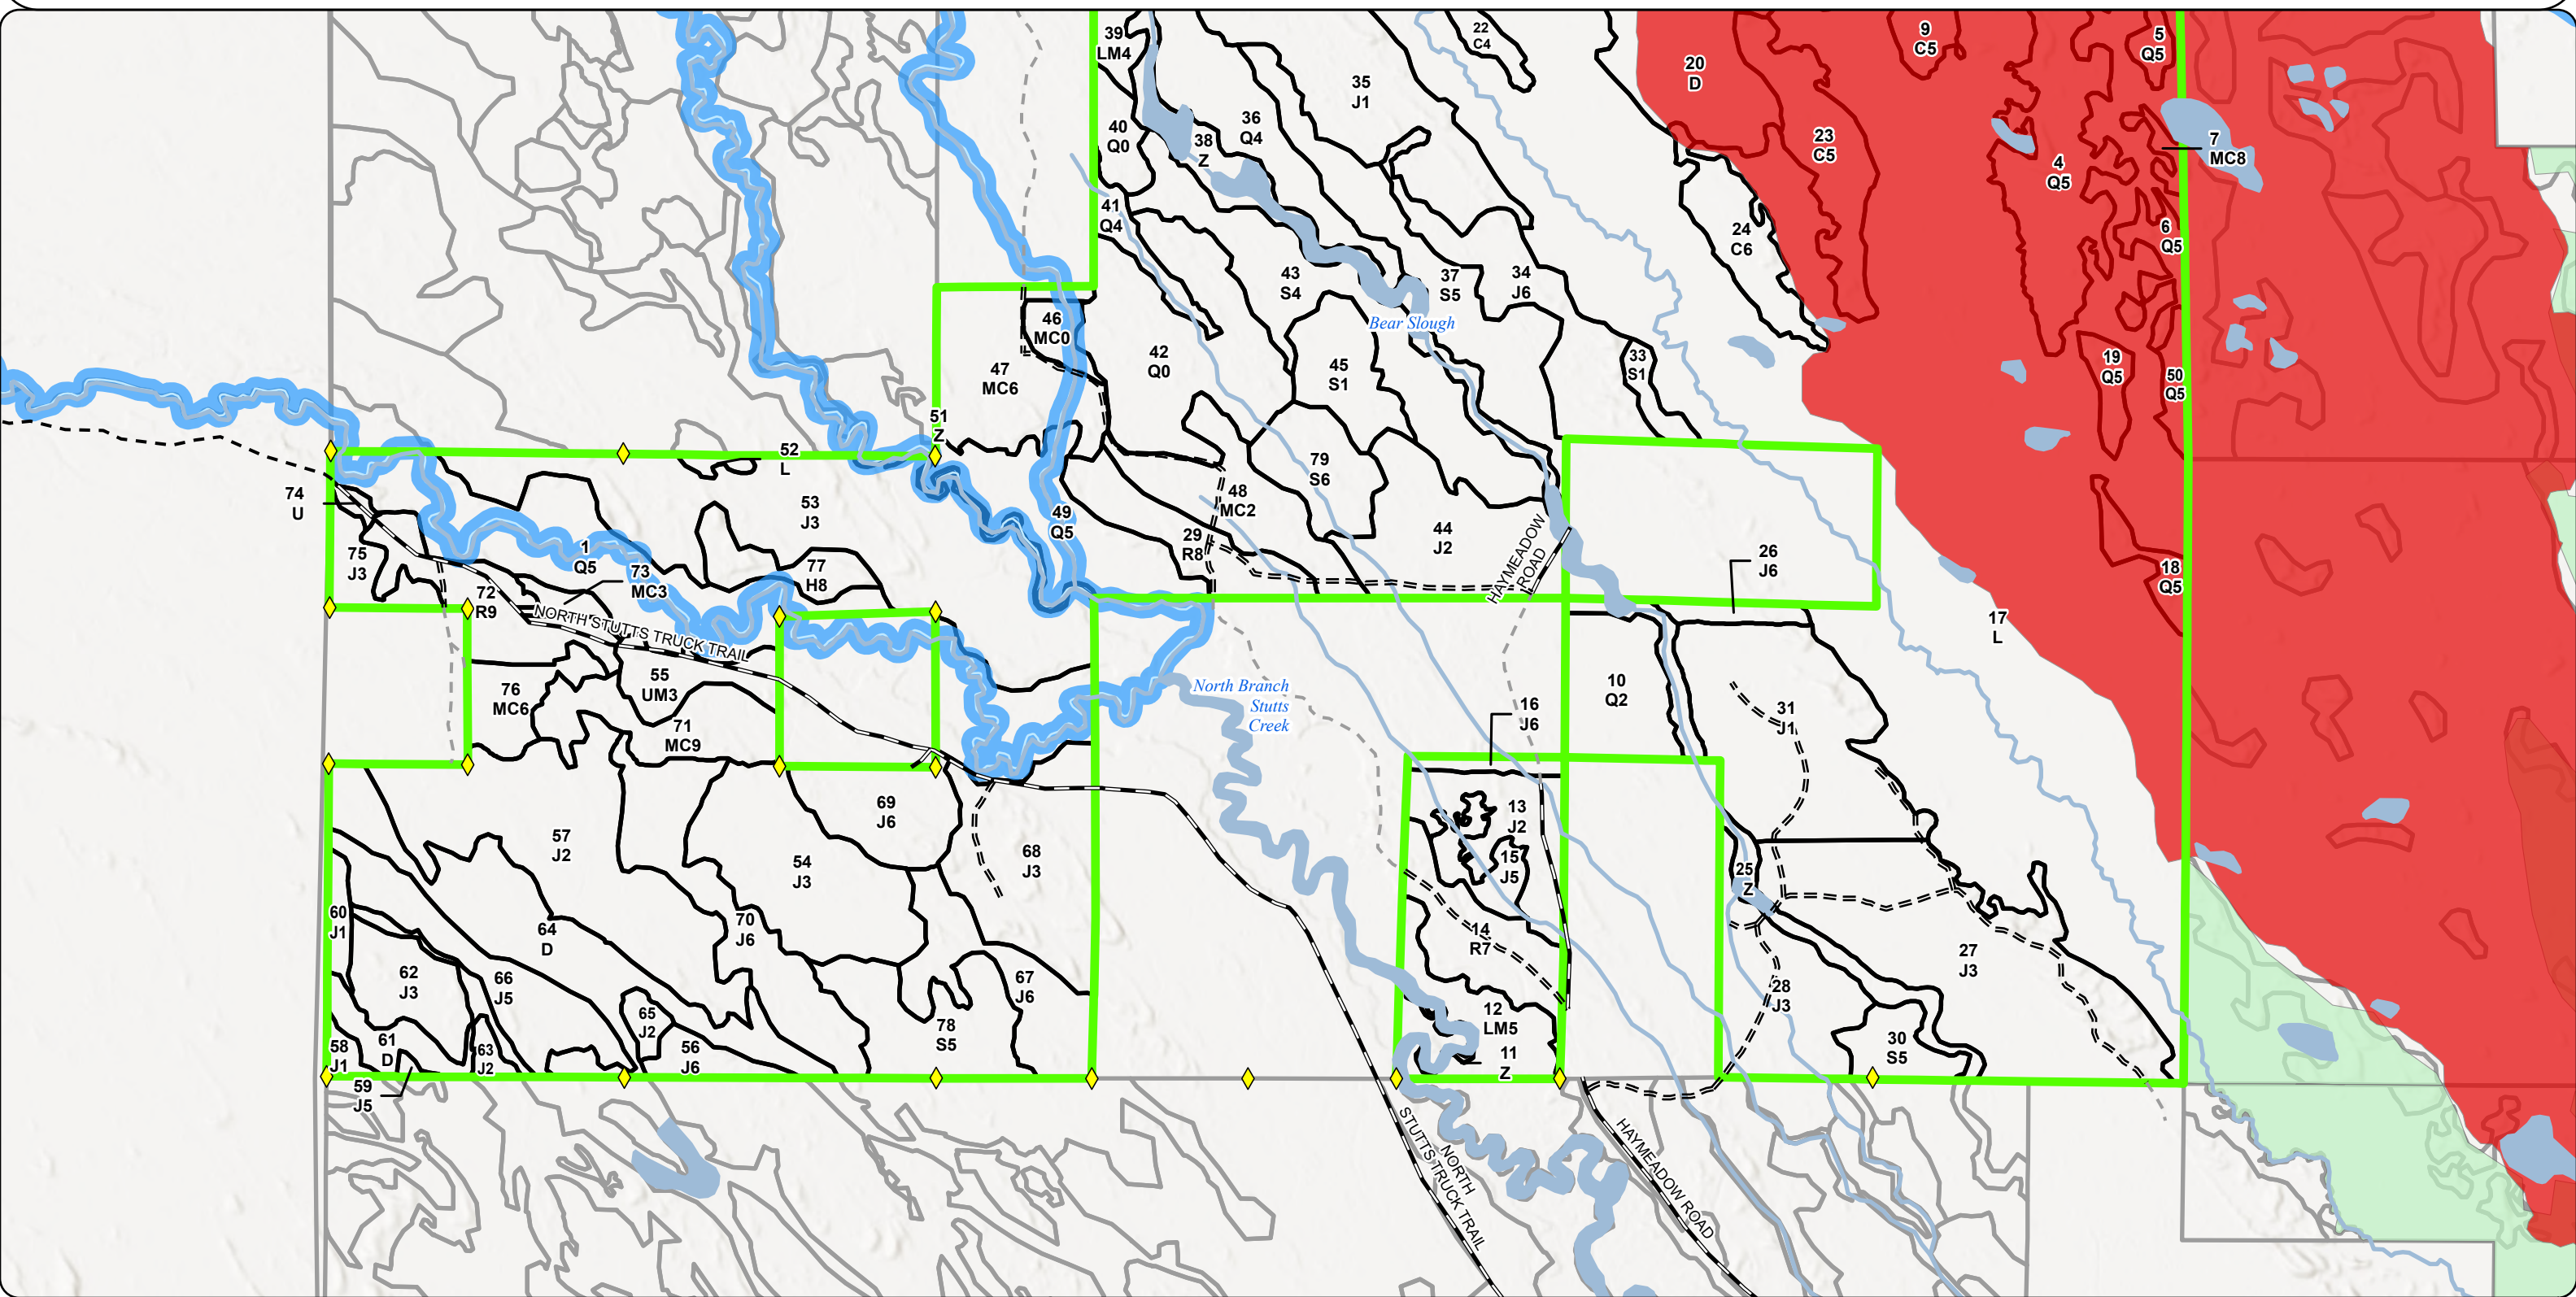 39
LM4
22
C4
9
C5
5
Q5
20
D
35
J1
40
Q0
38
Z
36
Q4
23
C5
4
Q5
7
MC8
41
Q4
24
C6
6
Q5
43
S4
37
S5
34
J6
Bear Slough
46
MC0
47
MC6
42
Q0
45
S1
33
S1
19
Q5
50
Q5
51
Z
52
L
79
S6
74
U
53
J3
49
Q5
48
MC2
29
R8
44
J2
HAYMEADOW
ROAD
26
J6
18
Q5
75
J3
1
Q5
73
MC3
77
H8
72
R9
NORTH STUTTS TRUCK TRAIL
17
L
76
MC6
55
UM3
71
MC9
North Branch
Stutts
Creek
10
Q2
16
J6
31
J1
57
J2
69
J6
54
J3
68
J3
13
J2
15
J5
25
Z
60
J1
64
D
70
J6
14
R7
27
J3
62
J3
66
J5
67
J6
28
J3
65
J2
78
S5
12
LM5
30
S5
58
J1
61
D
63
J2
56
J6
11
Z
59
J5
NORTH
STUTTS TRUCK TRAIL
HAYMEADOW ROAD